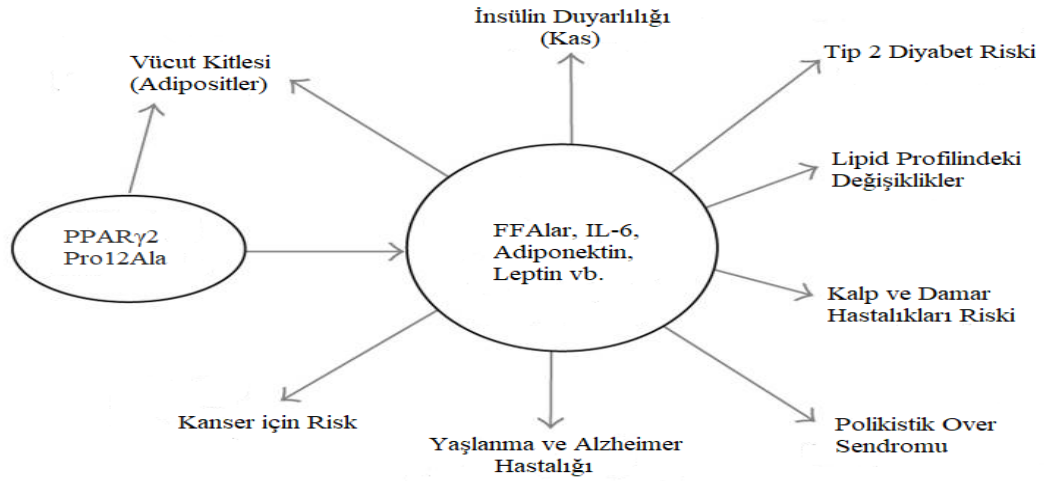 İnsülin Duyarlılığı
(Kas)
Tip 2 Diyabet Riski
Vücut Kitlesi
(Adipositler)
Lipid Profilindeki
Değişiklikler
PPARγ2
Pro12Ala
FFAlar, IL-6,
Adiponektin,
Leptin vb.
Kalp ve Damar
Hastalıkları Riski
Kanser için Risk
Yaşlanma ve Alzheimer
Hastalığı
Polikistik Over
Sendromu